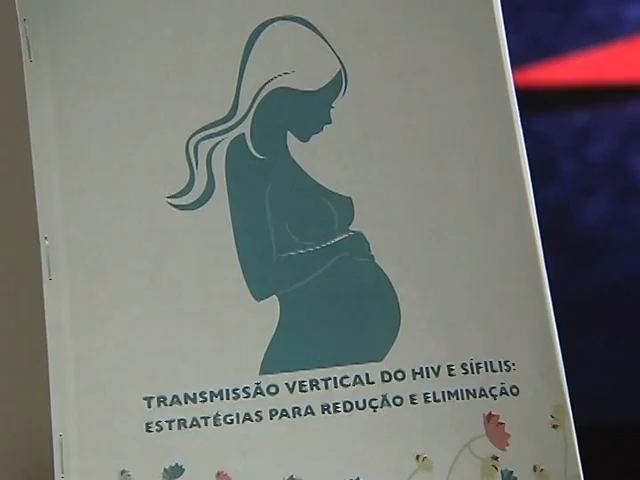 TRANSMISSÃO VERTICAL DO HIV E SÍFILIS:
ESTRATÉGIAS PARA REDUÇÃO E ELIMINAÇÃO